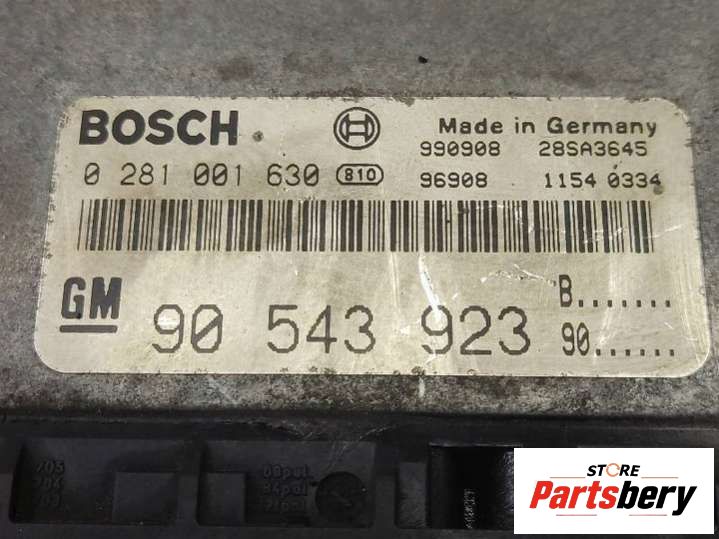 BOSCH
Made in Germany
990908 28SA3645
0 281 001 630 810
96908 1154 0334
GM
90 543 923
B.......
90......
STORE
Partsbery